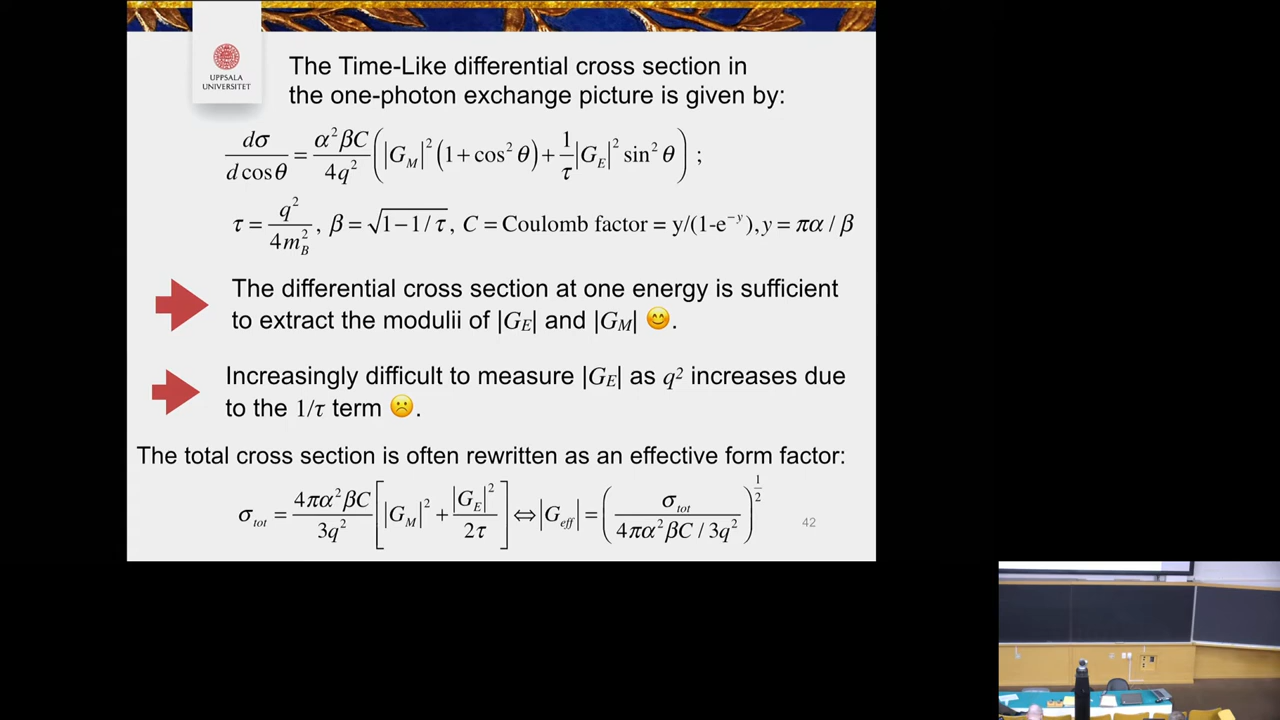 UPPSALA
UNIVERSITET
The Time-Like differential cross section in
the one-photon exchange picture is given by:
dσ/d cosθ = α²βC/4q² (|G_M|²(1+cos²θ)+1/τ|G_E|² sin²θ) ;
τ = q²/4m_B², β = √(1−1/τ), C = Coulomb factor = y/(1-e^−y), y = πα / β
The differential cross section at one energy is sufficient
to extract the modulii of |G_E| and |G_M| 😊.
Increasingly difficult to measure |G_E| as q² increases due
to the 1/τ term ☹️.
The total cross section is often rewritten as an effective form factor:
σ_tot = 4πα²βC/3q² [|G_M|² + |G_E|²/2τ] ⇔ |G_eff| = (σ_tot/(4πα²βC / 3q²))^(1/2)
42